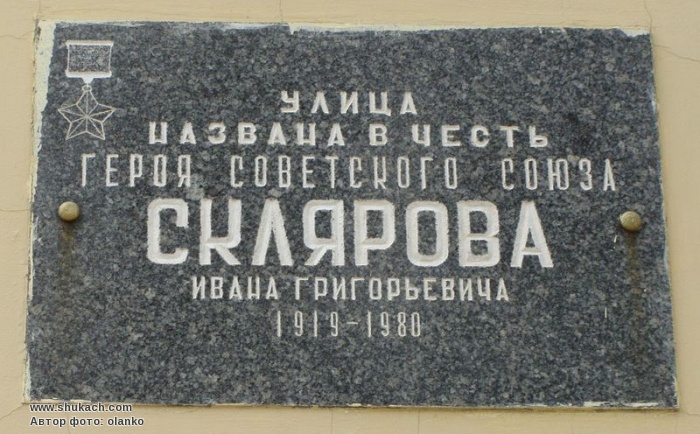 УЛИЦА
НАЗВАНА В ЧЕСТЬ
ГЕРОЯ СОВЕТСКОГО СОЮЗА
СКЛЯРОВА
ИВАНА ГРИГОРЬЕВИЧА
1919-1980
www.shukach.com
Автор фото: olanko